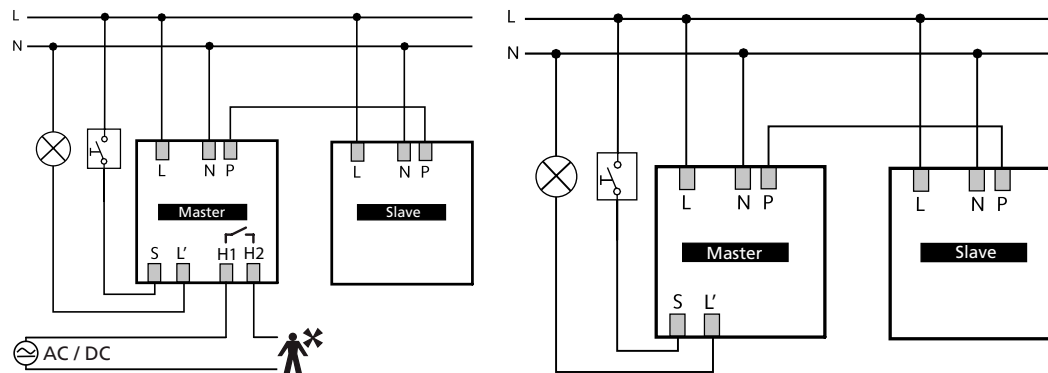 L
N
L N P
Master
S L’ H1 H2
AC / DC
L N P
Slave
L
N
L N P
Master
S L’
L N P
Slave